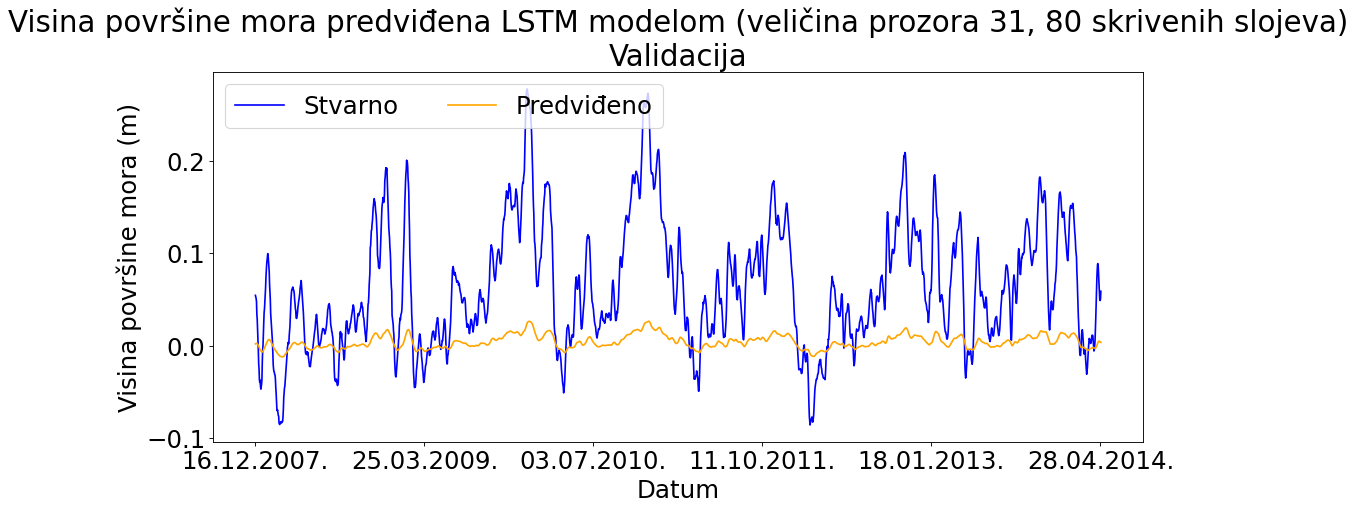 Visina površine mora predviđena LSTM modelom (veličina prozora 31, 80 skrivenih slojeva)
Validacija
Stvarno Predviđeno
Visina površine mora (m)
0.2
0.1
0.0
−0.1
16.12.2007. 25.03.2009. 03.07.2010. 11.10.2011. 18.01.2013. 28.04.2014.
Datum